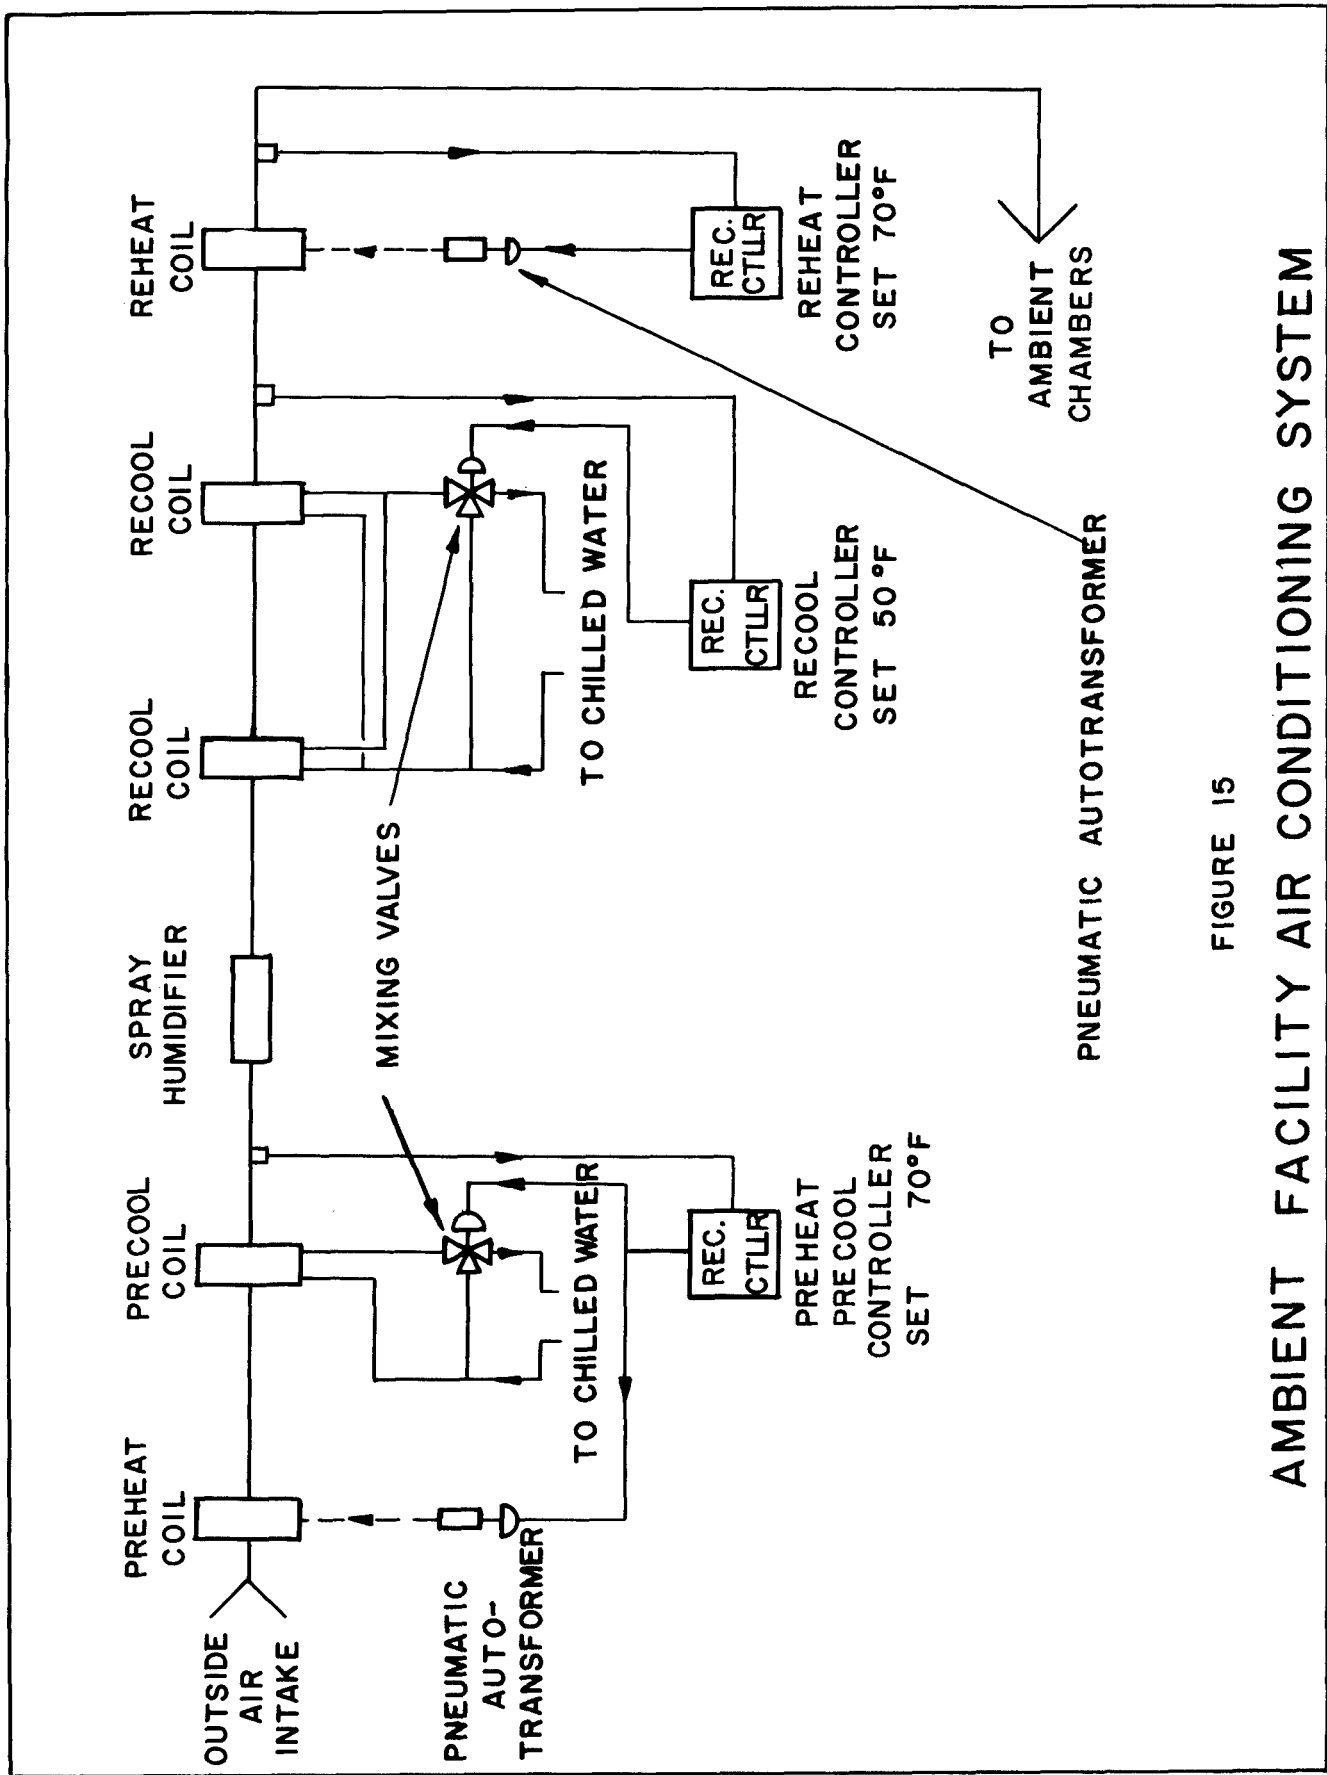 OUTSIDE
AIR
INTAKE
PREHEAT
COIL
PRECOOL
COIL
SPRAY
HUMIDIFIER
RECOOL
COIL
RECOOL
COIL
REHEAT
COIL
MIXING VALVES
PNEUMATIC
AUTO-
TRANSFORMER
TO CHILLED WATER
TO CHILLED WATER
REC.
CTLLR
PREHEAT
PRECOOL
CONTROLLER
SET 70°F
REC.
CTLLR
RECOOL
CONTROLLER
SET 50°F
REC.
CTLLR
REHEAT
CONTROLLER
SET 70°F
TO
AMBIENT
CHAMBERS
PNEUMATIC AUTOTRANSFORMER
FIGURE 15
AMBIENT FACILITY AIR CONDITIONING SYSTEM